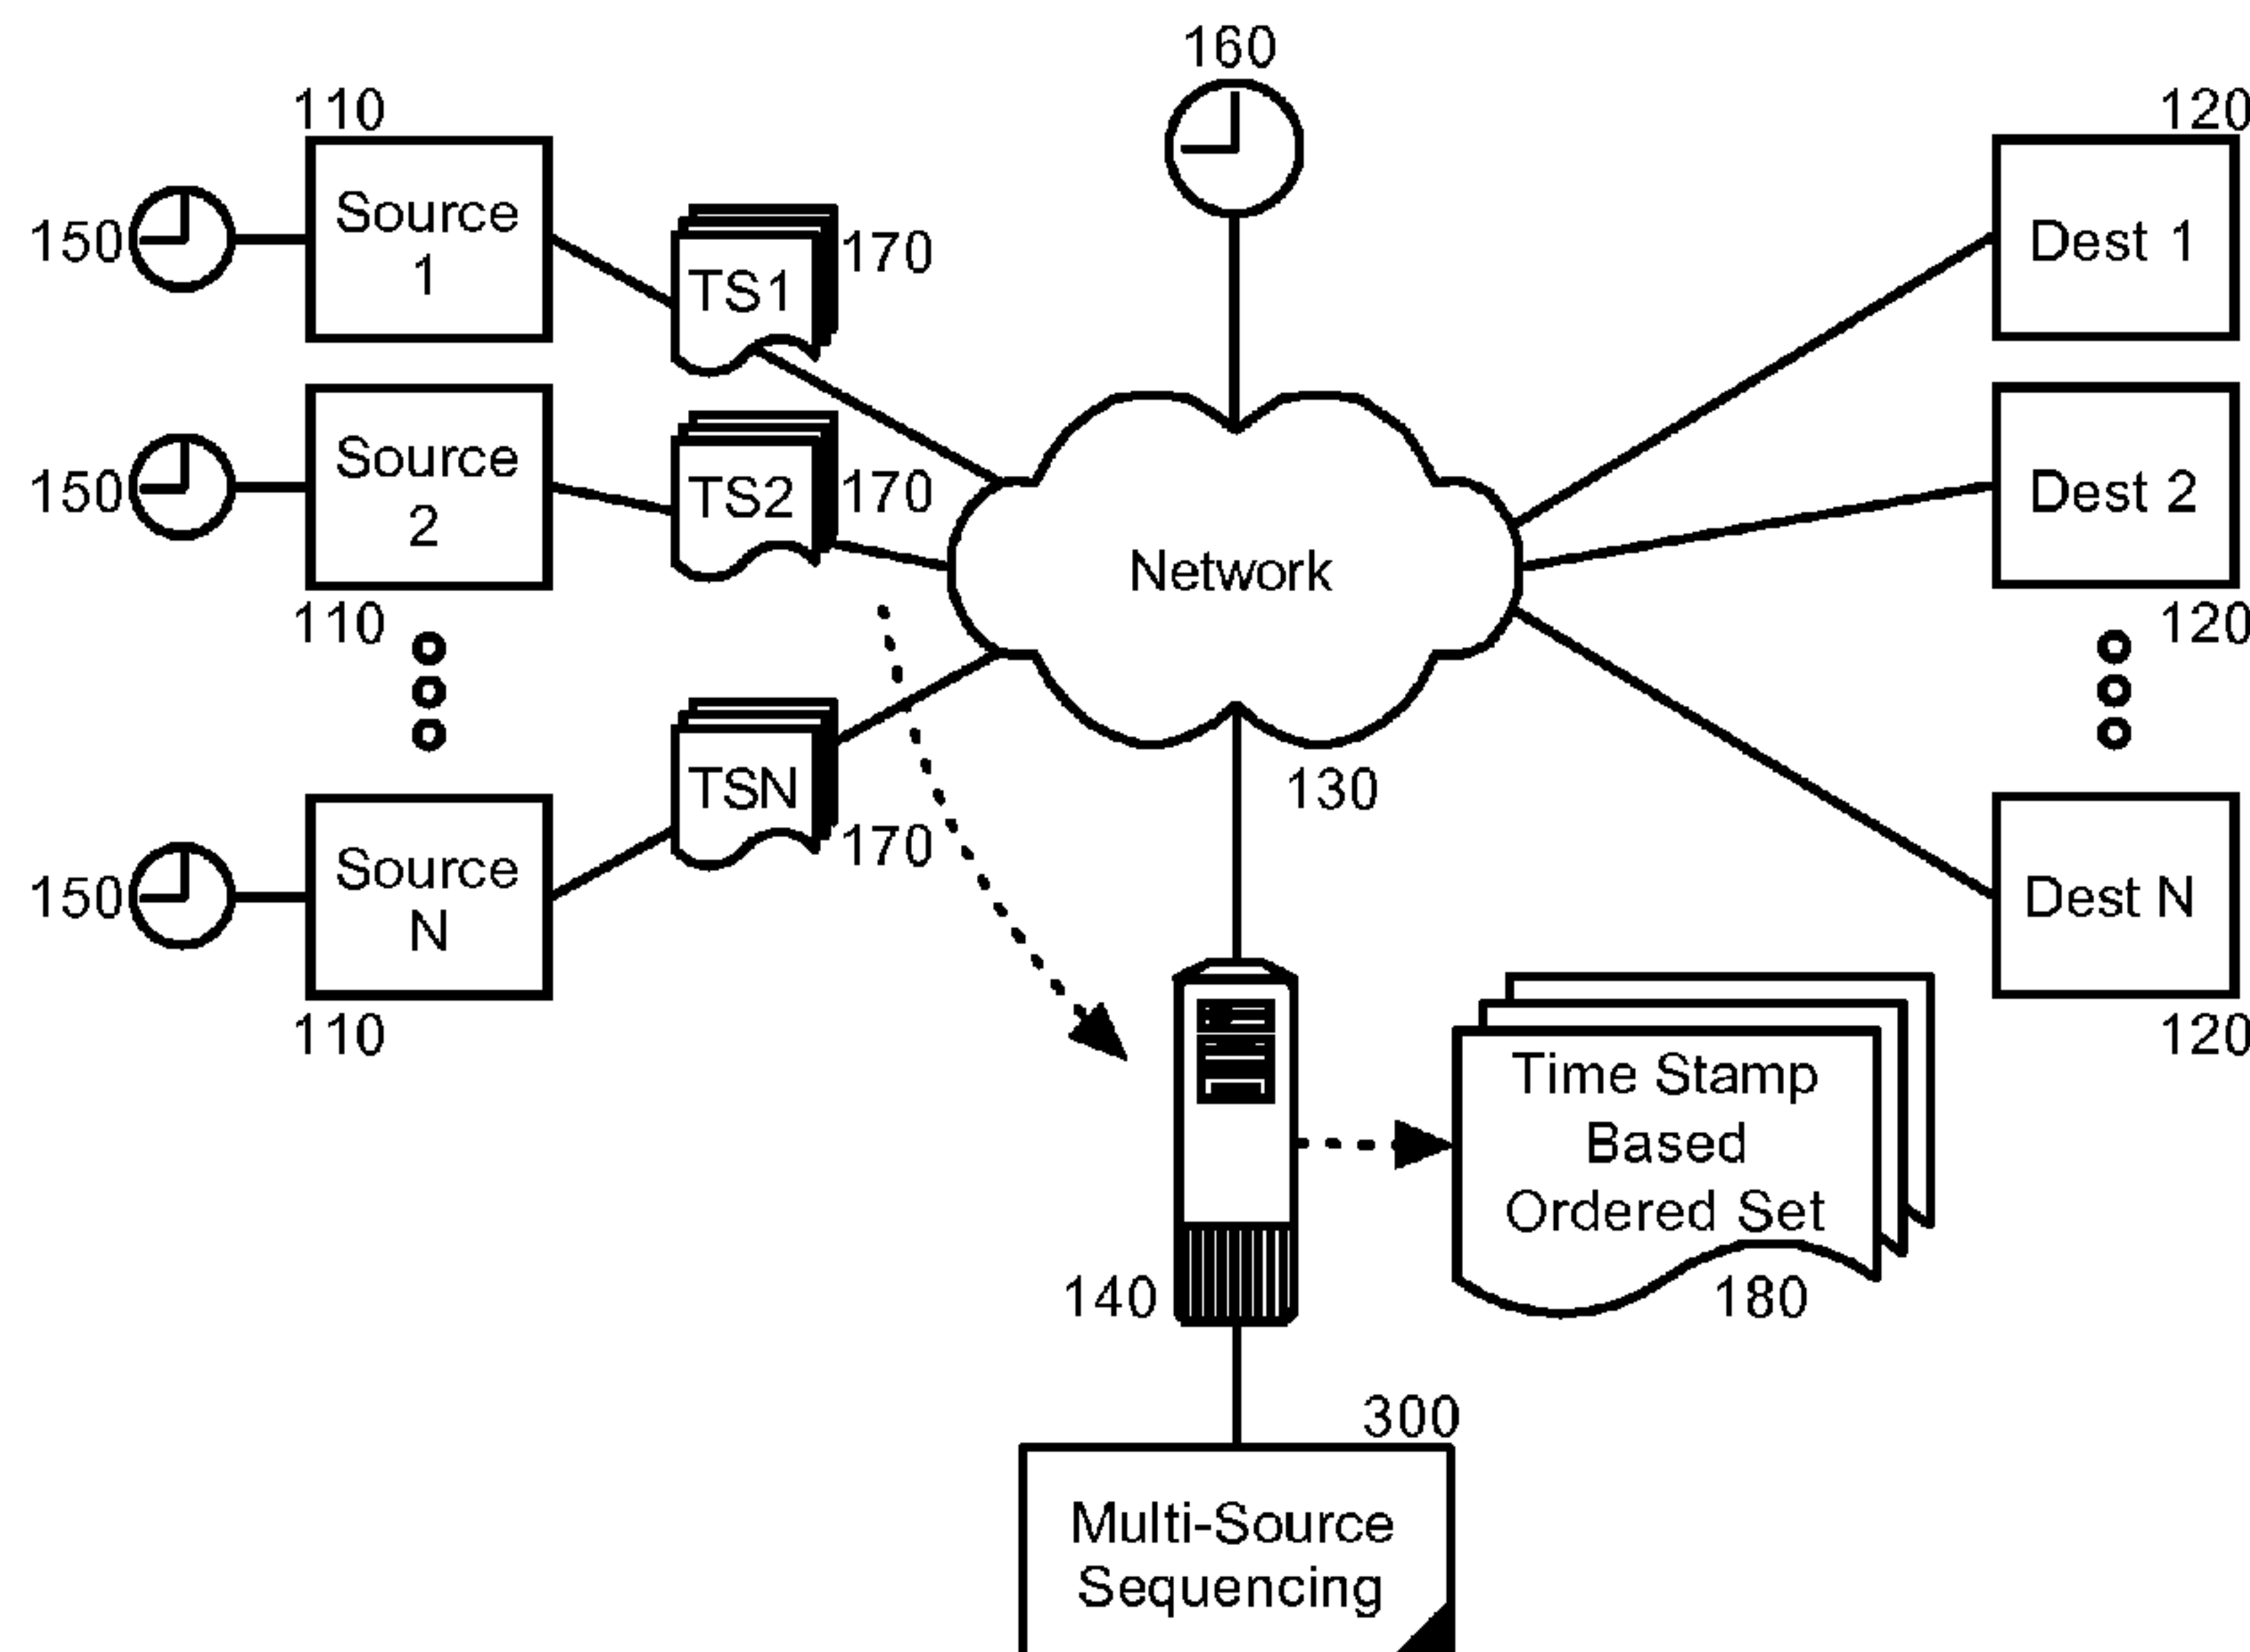 160
110
120
150
Source
1
TS1
170
Dest 1
150
Source
2
TS2
170
Dest 2
Network
110
120
TSN
170
130
150
Source
N
Dest N
110
120
Time Stamp
Based
Ordered Set
140
180
300
Multi-Source
Sequencing